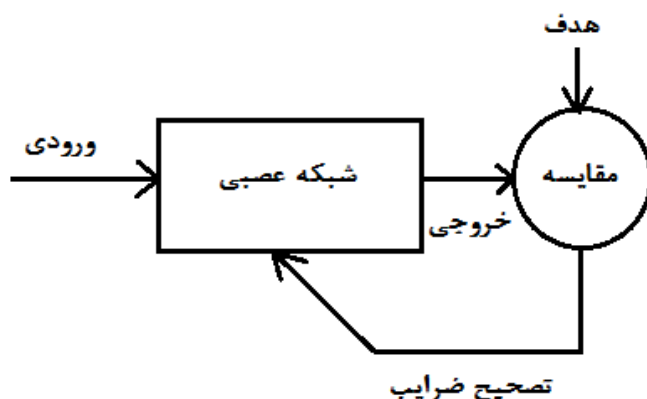 هدف
ورودی
شبکه عصبی
مقایسه
خروجی
تصحیح ضرایب